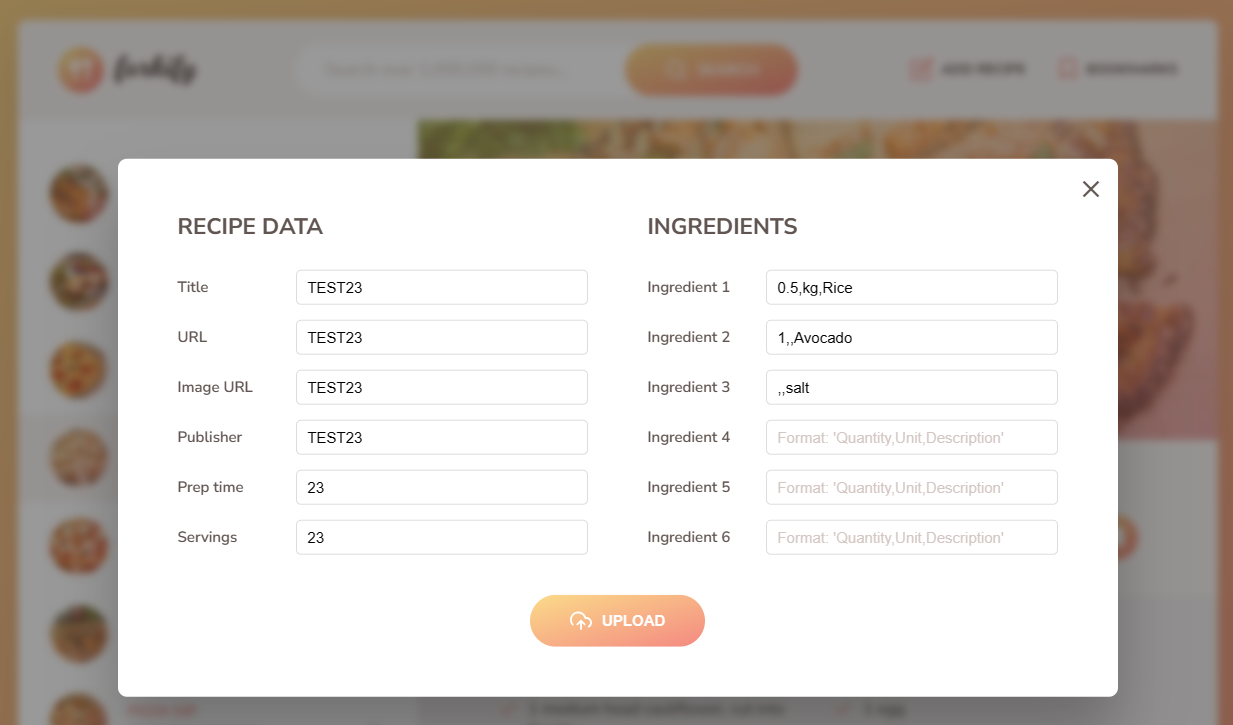 forkify
Search over 1,000,000 recipes...
SEARCH
ADD RECIPE
BOOKMARKS
RECIPE DATA
Title
TEST23
URL
TEST23
Image URL
TEST23
Publisher
TEST23
Prep time
23
Servings
23
INGREDIENTS
Ingredient 1
0.5,kg,Rice
Ingredient 2
1,,Avocado
Ingredient 3
,,salt
Ingredient 4
Format: 'Quantity,Unit,Description'
Ingredient 5
Format: 'Quantity,Unit,Description'
Ingredient 6
Format: 'Quantity,Unit,Description'
UPLOAD
1 medium head cauliflower, cut into
1 egg